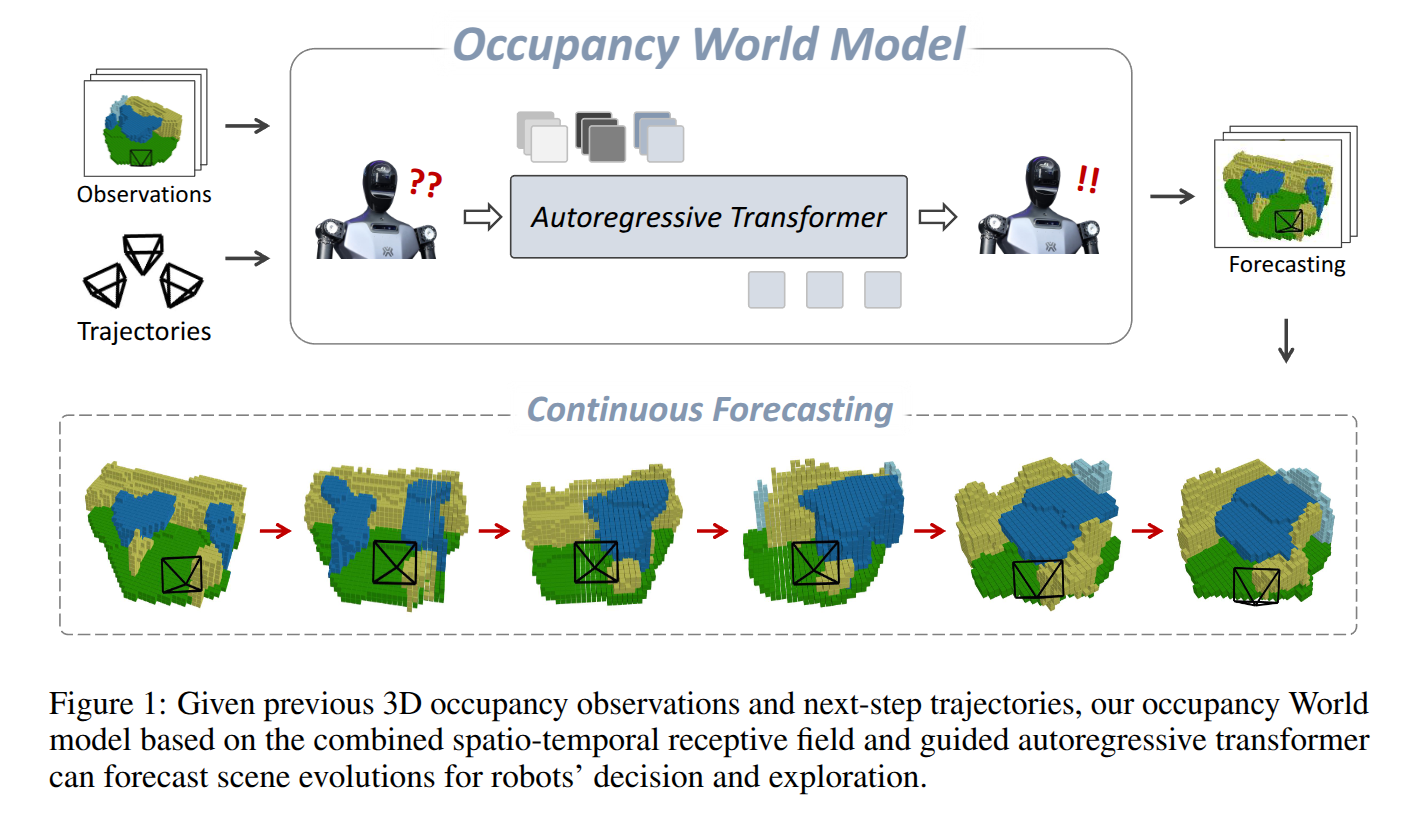 Occupancy World Model
Observations
Trajectories
??
Autoregressive Transformer
!!
Forecasting
Continuous Forecasting
Figure 1: Given previous 3D occupancy observations and next-step trajectories, our occupancy World
model based on the combined spatio-temporal receptive field and guided autoregressive transformer
can forecast scene evolutions for robots’ decision and exploration.